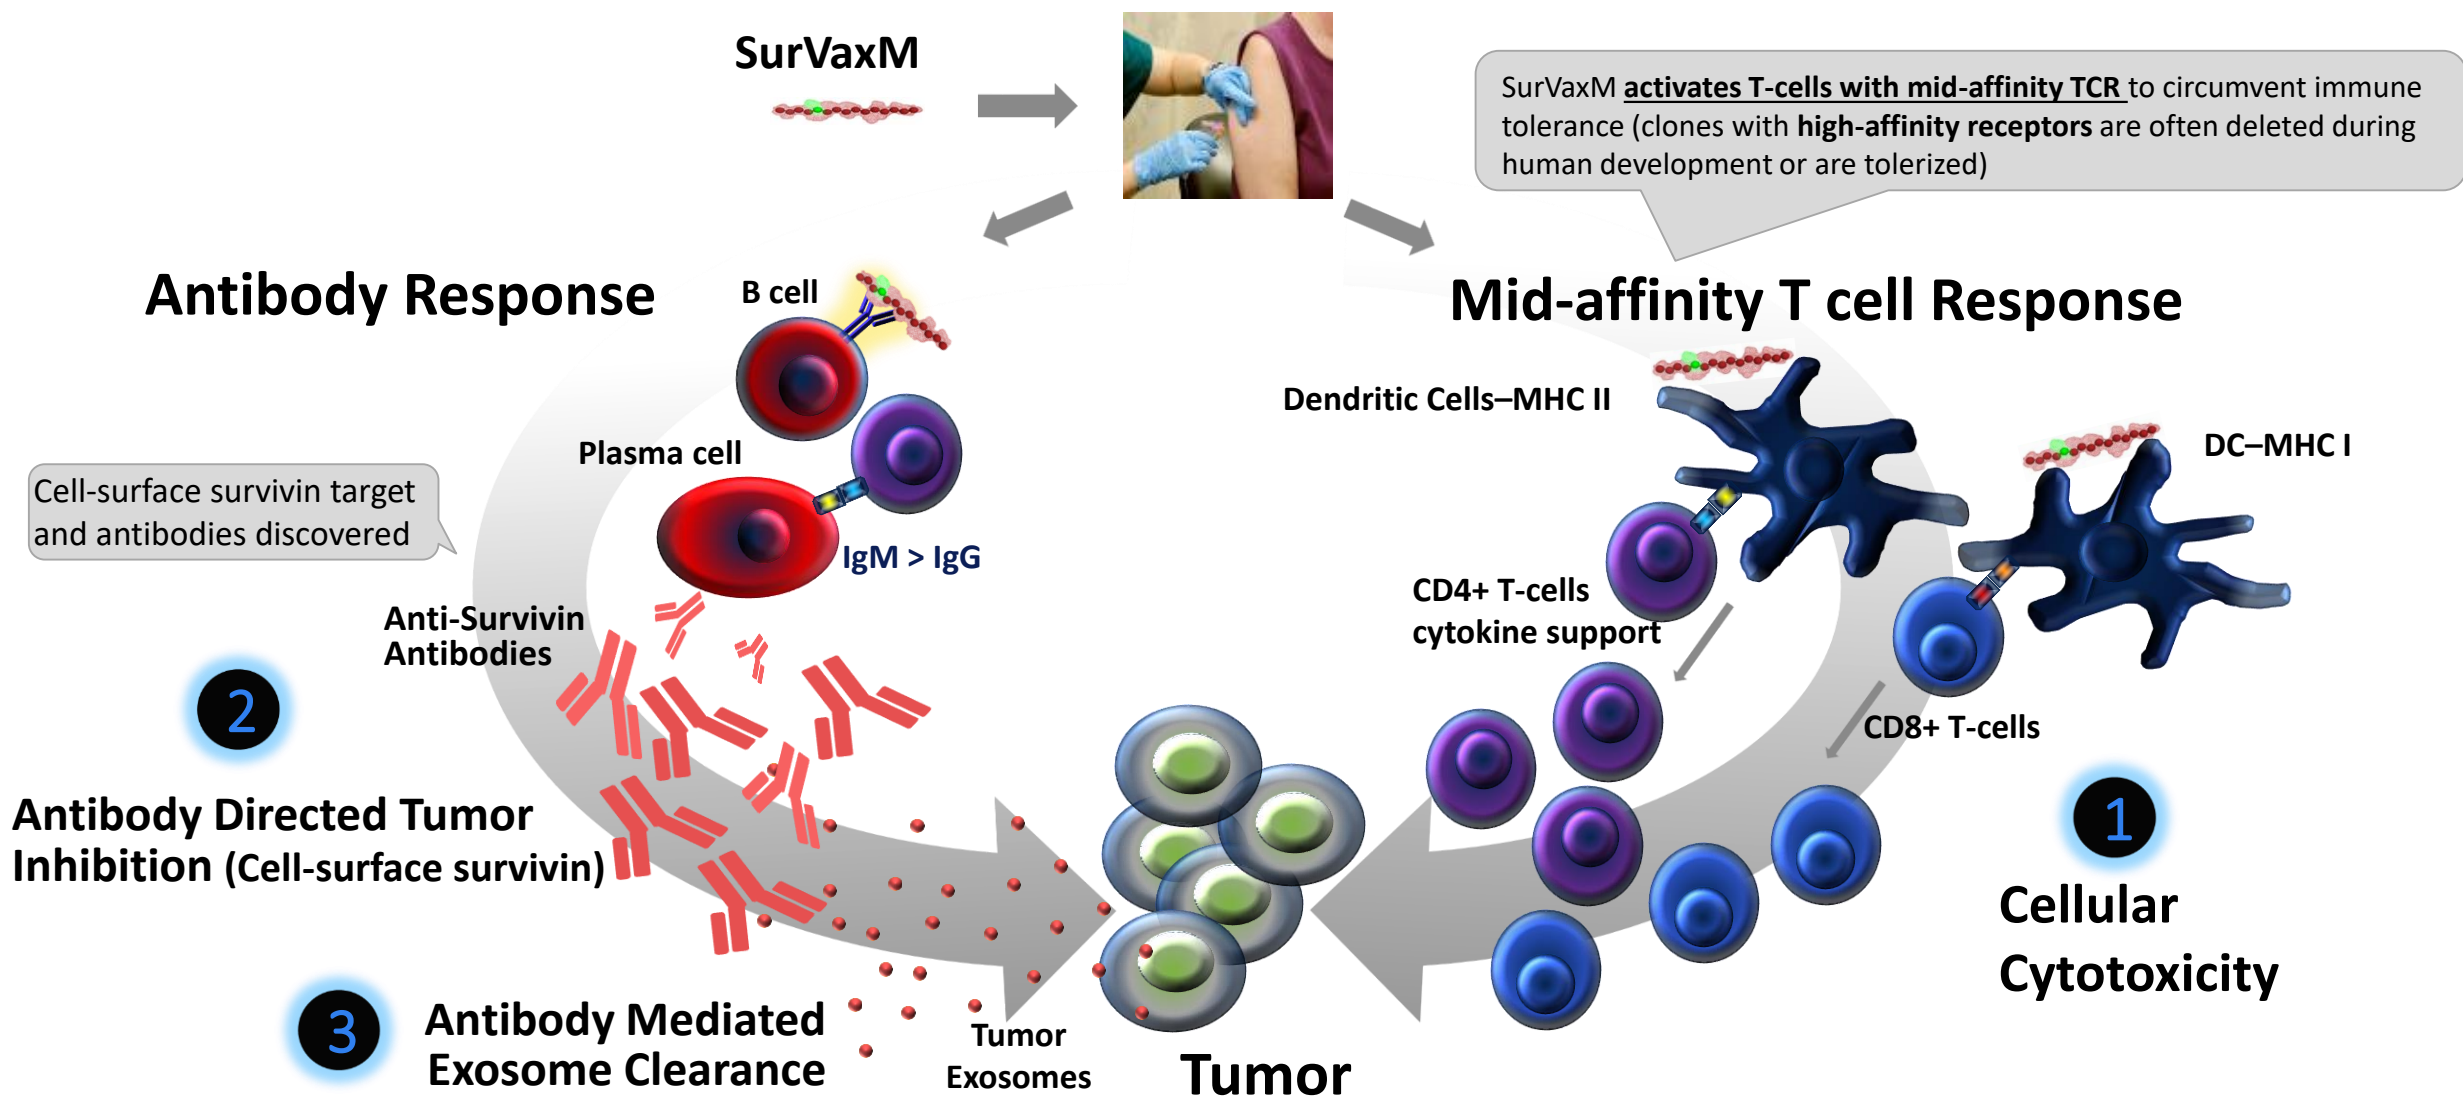 SurVaxM
SurVaxM activates T-cells with mid-affinity TCR to circumvent immune
tolerance (clones with high-affinity receptors are often deleted during
human development or are tolerized)
Antibody Response
B cell
Plasma cell
IgM > IgG
Cell-surface survivin target
and antibodies discovered
Anti-Survivin
Antibodies
2
Antibody Directed Tumor
Inhibition (Cell-surface survivin)
3
Antibody Mediated
Exosome Clearance
Tumor
Exosomes
Tumor
Mid-affinity T cell Response
Dendritic Cells–MHC II
DC–MHC I
CD4+ T-cells
cytokine support
CD8+ T-cells
1
Cellular
Cytotoxicity